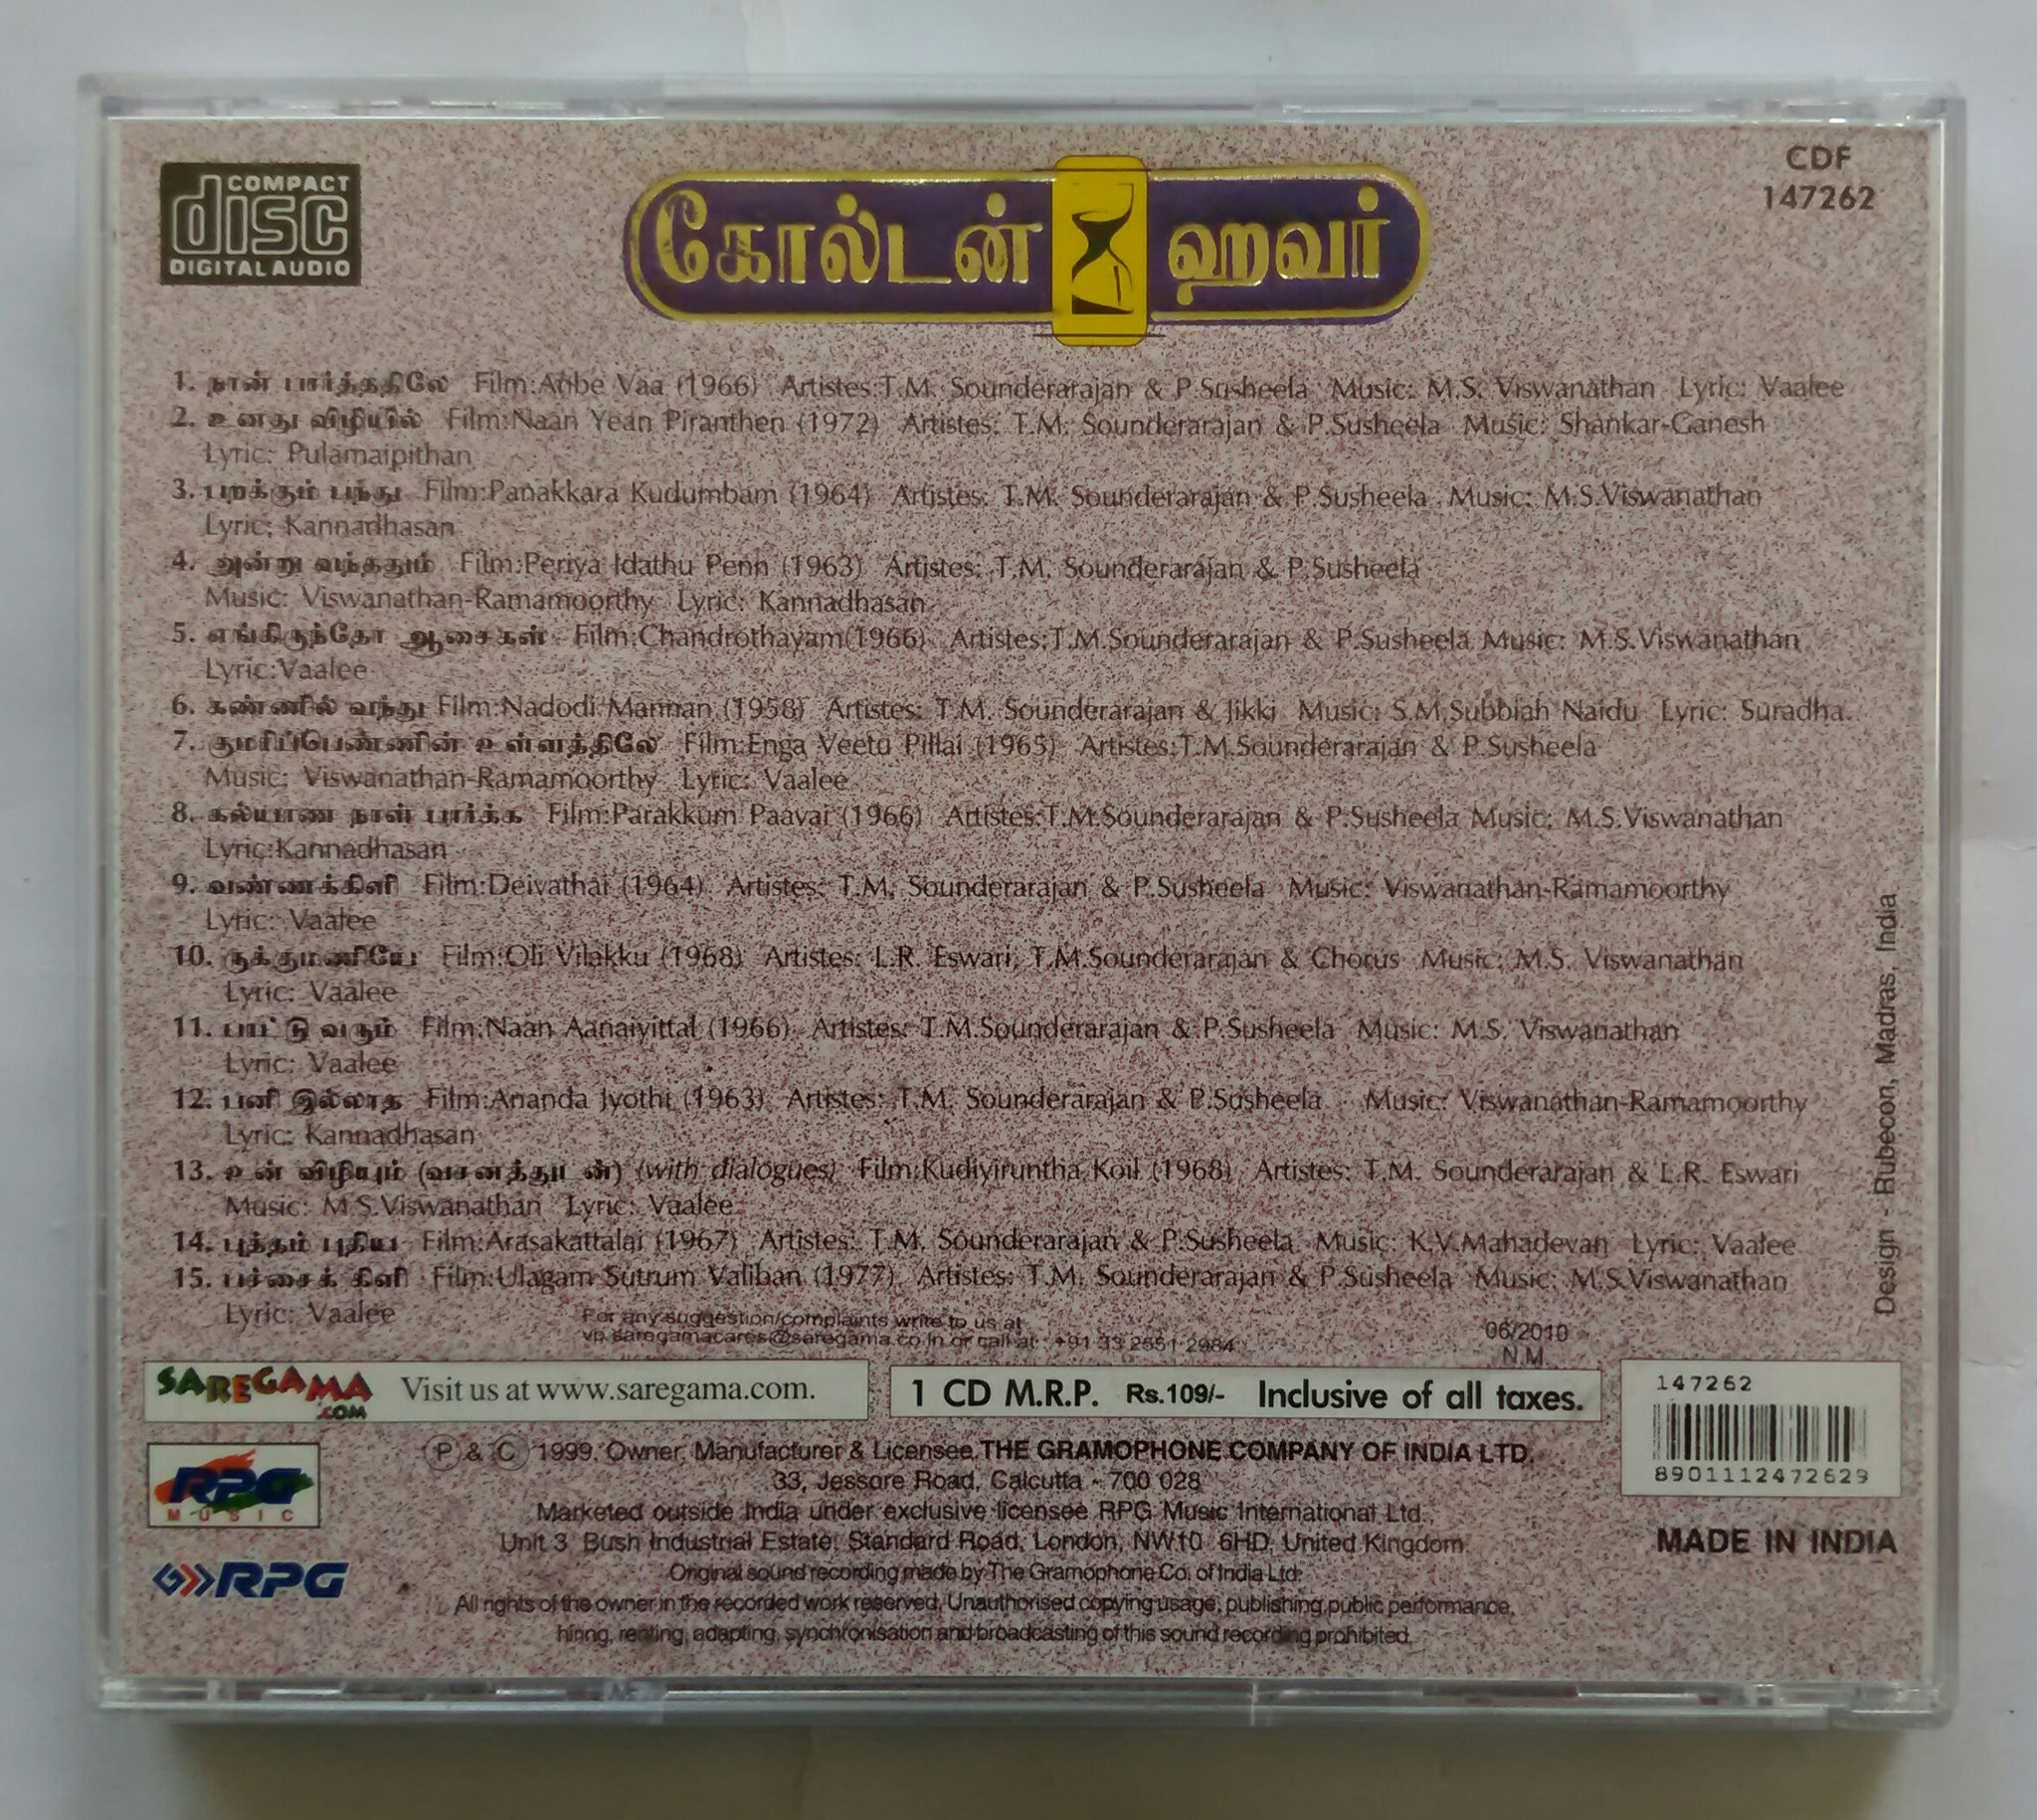 COMPACT
disc
DIGITAL AUDIO
கோல்டன் ஹவர்
CDF
147262
1. நான் பார்த்ததிலே Film:Anbe Vaa (1966) Artistes:T.M. Sounderarajan & P.Susheela Music: M.S. Viswanathan Lyric: Vaalee
2. உனது விழியில் Film:Naan Yean Piranthen (1972) Artistes: T.M. Sounderarajan & P.Susheela Music: Shankar-Ganesh
Lyric: Pulamaipithan
3. பறக்கும் பந்து Film:Panakkara Kudumbam (1964) Artistes: T.M. Sounderarajan & P.Susheela Music: M.S.Viswanathan
Lyric: Kannadhasan
4. அன்று வந்ததும் Film:Periya Idathu Penn (1963) Artistes: T.M. Sounderarajan & P.Susheela
Music: Viswanathan-Ramamoorthy Lyric: Kannadhasan
5. எங்கிருந்தோ ஆசைகள் Film:Chandrothayam(1966) Artistes:T.M.Sounderarajan & P.Susheela Music: M.S.Viswanathan
Lyric:Vaalee
6. கண்ணில் வந்து Film:Nadodi Mannan (1958) Artistes: T.M. Sounderarajan & Jikki Music: S.M.Subbiah Naidu Lyric: Suradha.
7. குமரிப்பெண்ணின் உள்ளத்திலே Film:Enga Veetu Pillai (1965) Artistes:T.M.Sounderarajan & P.Susheela
Music: Viswanathan-Ramamoorthy Lyric: Vaalee
8. கல்யாண நாள் பார்க்க Film:Parakkum Paavai (1966) Artistes:T.M.Sounderarajan & P.Susheela Music: M.S.Viswanathan
Lyric:Kannadhasan
9. வண்ணக்கிளி Film:Deivathai (1964) Artistes: T.M. Sounderarajan & P.Susheela Music: Viswanathan-Ramamoorthy
Lyric: Vaalee
10. ருக்குமணியே Film:Oli Vilakku (1968) Artistes: L.R. Eswari, T.M.Sounderarajan & Chorus Music: M.S. Viswanathan
Lyric: Vaalee
11. பாட்டு வரும் Film:Naan Aanaiyittal (1966) Artistes: T.M.Sounderarajan & P.Susheela Music: M.S. Viswanathan
Lyric: Vaalee
12. பனி இல்லாத Film:Ananda Jyothi (1963) Artistes: T.M. Sounderarajan & P.Susheela Music: Viswanathan-Ramamoorthy
Lyric: Kannadhasan
13. உன் விழியும் (வசனத்துடன்) (with dialogues) Film:Kudiyiruntha Koil (1968) Artistes: T.M. Sounderarajan & L.R. Eswari
Music: M.S.Viswanathan Lyric: Vaalee
14. புத்தம் புதிய Film:Arasakattalai (1967) Artistes: T.M. Sounderarajan & P.Susheela Music: K.V.Mahadevan Lyric: Vaalee
15. பச்சைக் கிளி Film:Ulagam Sutrum Valiban (1977) Artistes: T.M. Sounderarajan & P.Susheela Music: M.S.Viswanathan
Lyric: Vaalee
For any suggestion/complaints write to us at
vp.saregamacares@saregama.co.in or call at : +91 33 2551 2984
06/2010
N.M.
Design - Rubecon, Madras, India
SAREGAMA
.COM
Visit us at www.saregama.com.
1 CD M.R.P. Rs.109/- Inclusive of all taxes.
147262
8901112472629
RPG
MUSIC
RPG
Ⓟ & Ⓒ 1999. Owner, Manufacturer & Licensee THE GRAMOPHONE COMPANY OF INDIA LTD.
33, Jessore Road, Calcutta - 700 028
Marketed outside India under exclusive licensee RPG Music International Ltd.,
Unit 3 Bush Industrial Estate, Standard Road, London, NW10 6HD, United Kingdom
Original sound recording made by The Gramophone Co. of India Ltd.
All rights of the owner in the recorded work reserved, Unauthorised copying usage, publishing public performance,
hiring, renting, adapting, synchronisation and broadcasting of this sound recording prohibited.
MADE IN INDIA